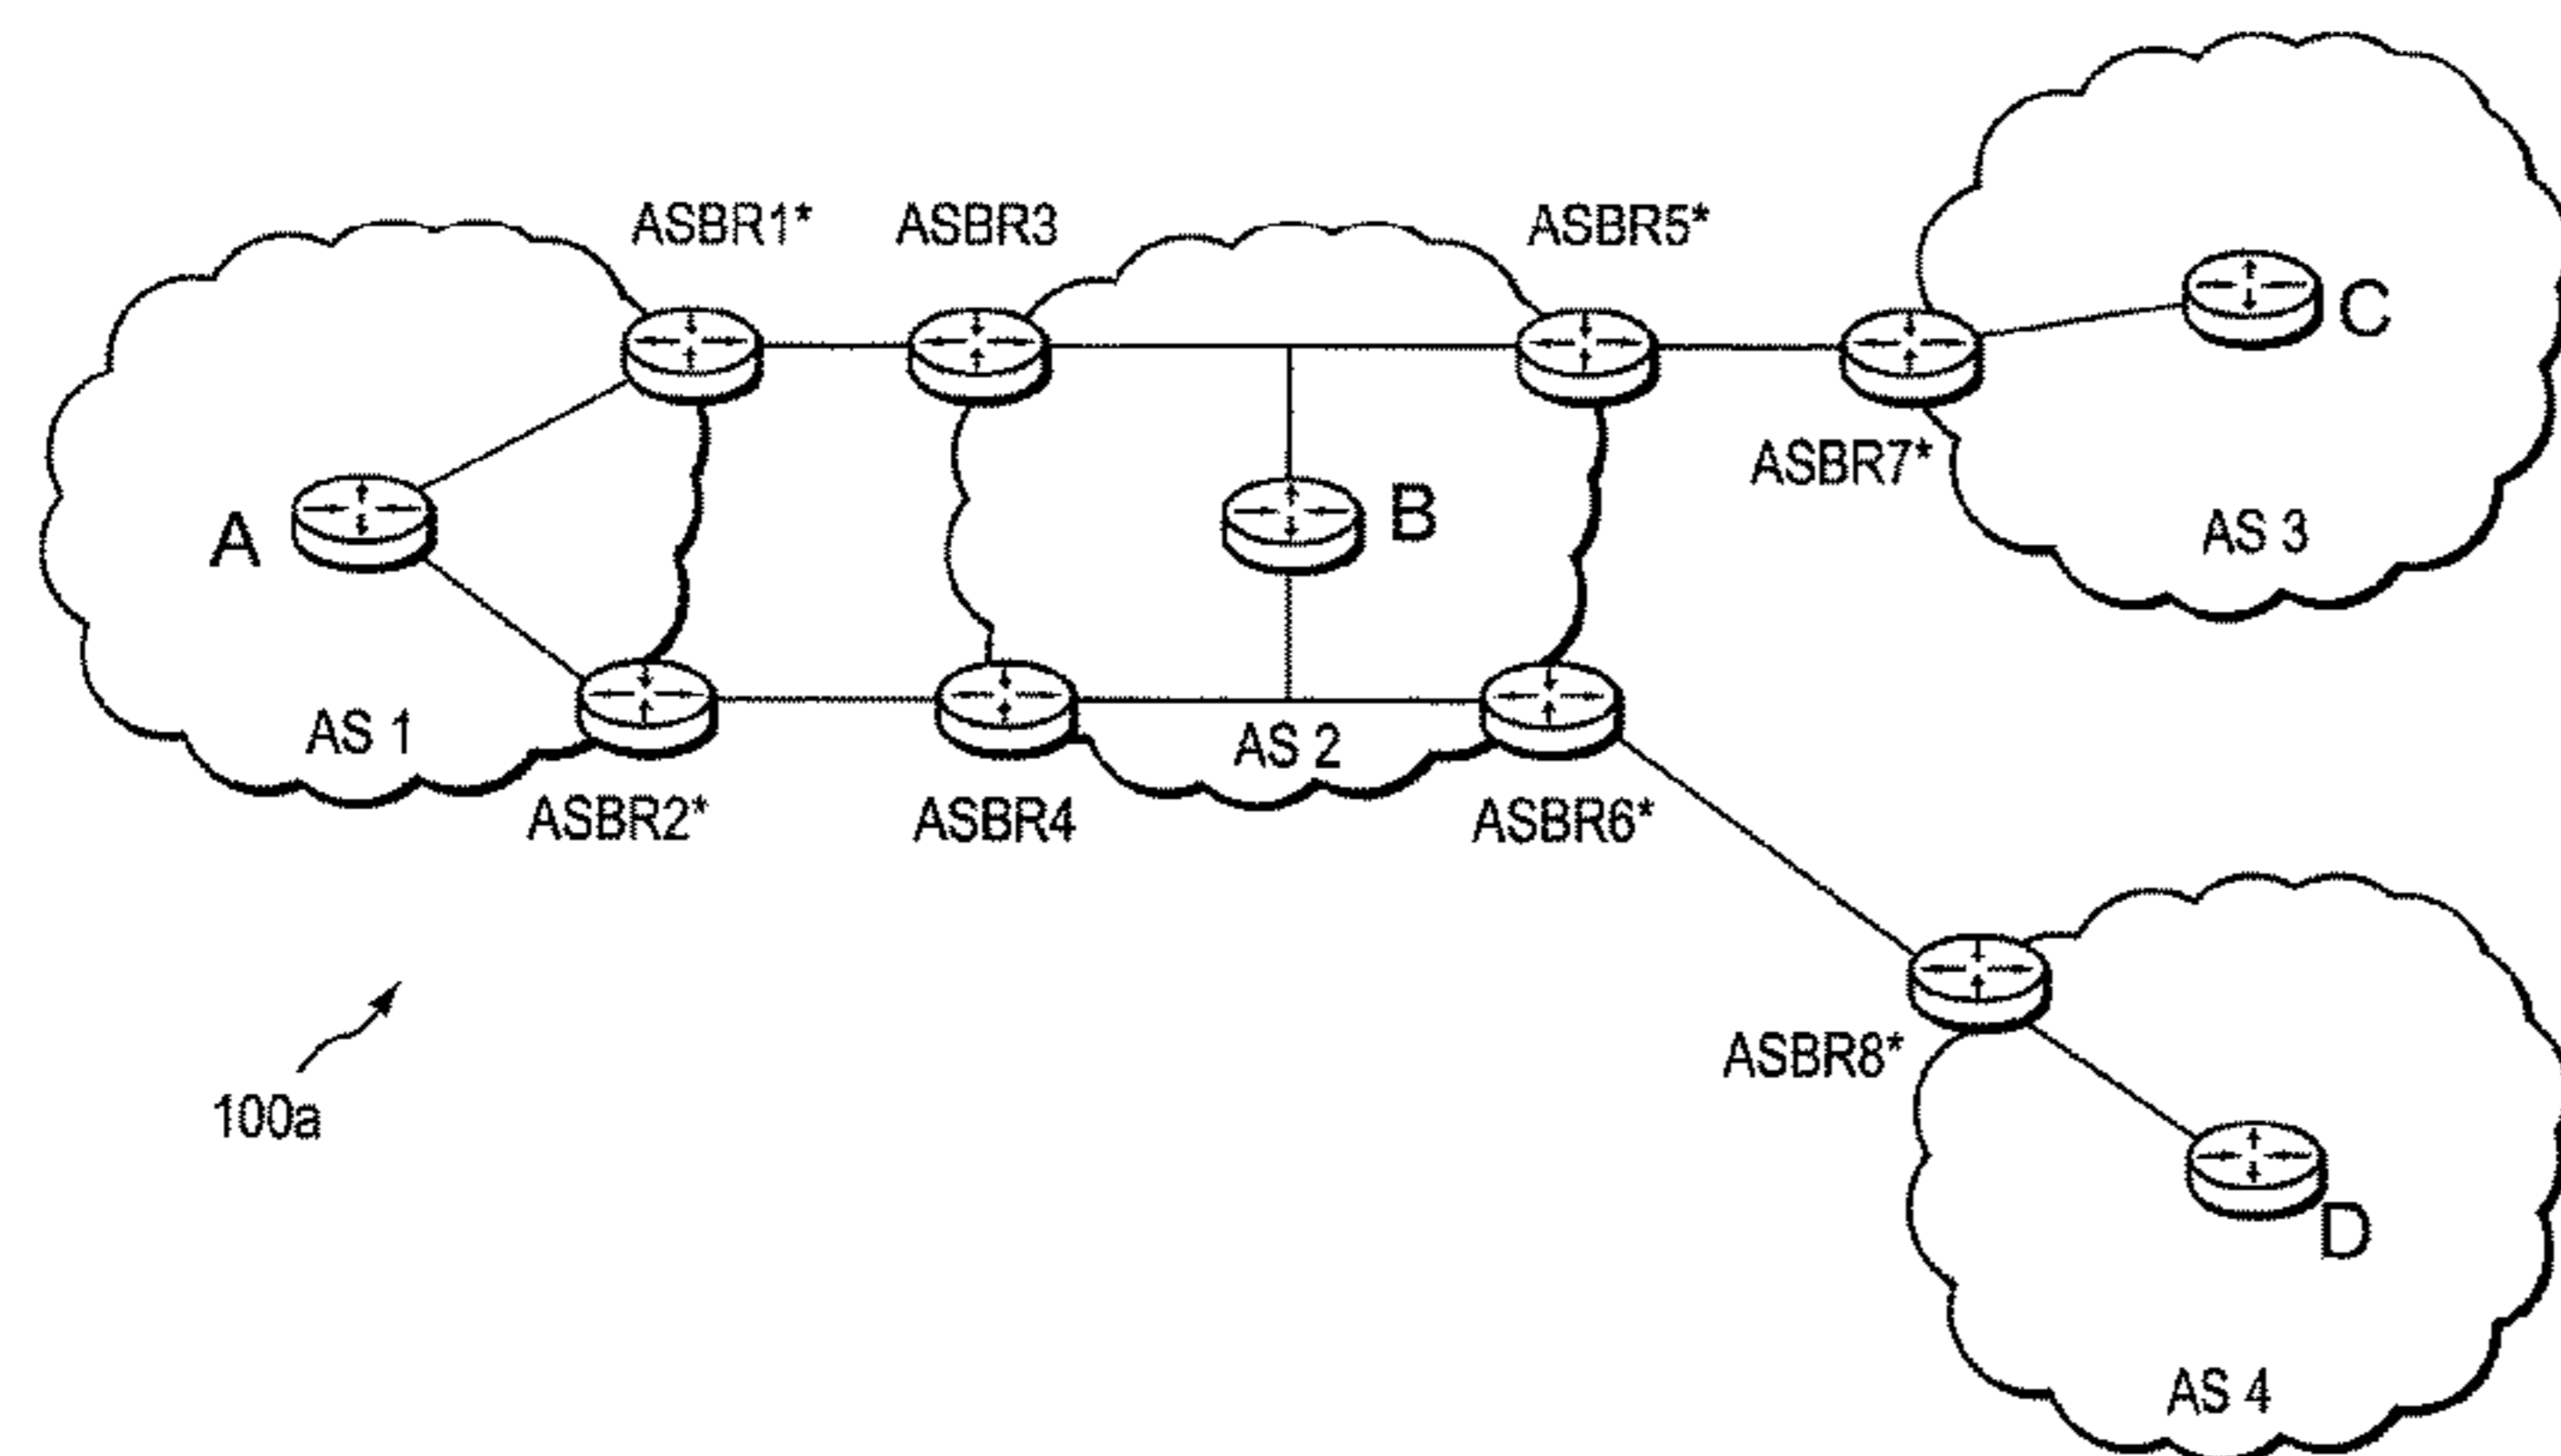 ASBR1* ASBR3 ASBR5*
C
ASBR7*
A B
AS 3
AS 1 AS 2
ASBR2* ASBR4 ASBR6*
ASBR8*
100a
D
AS 4